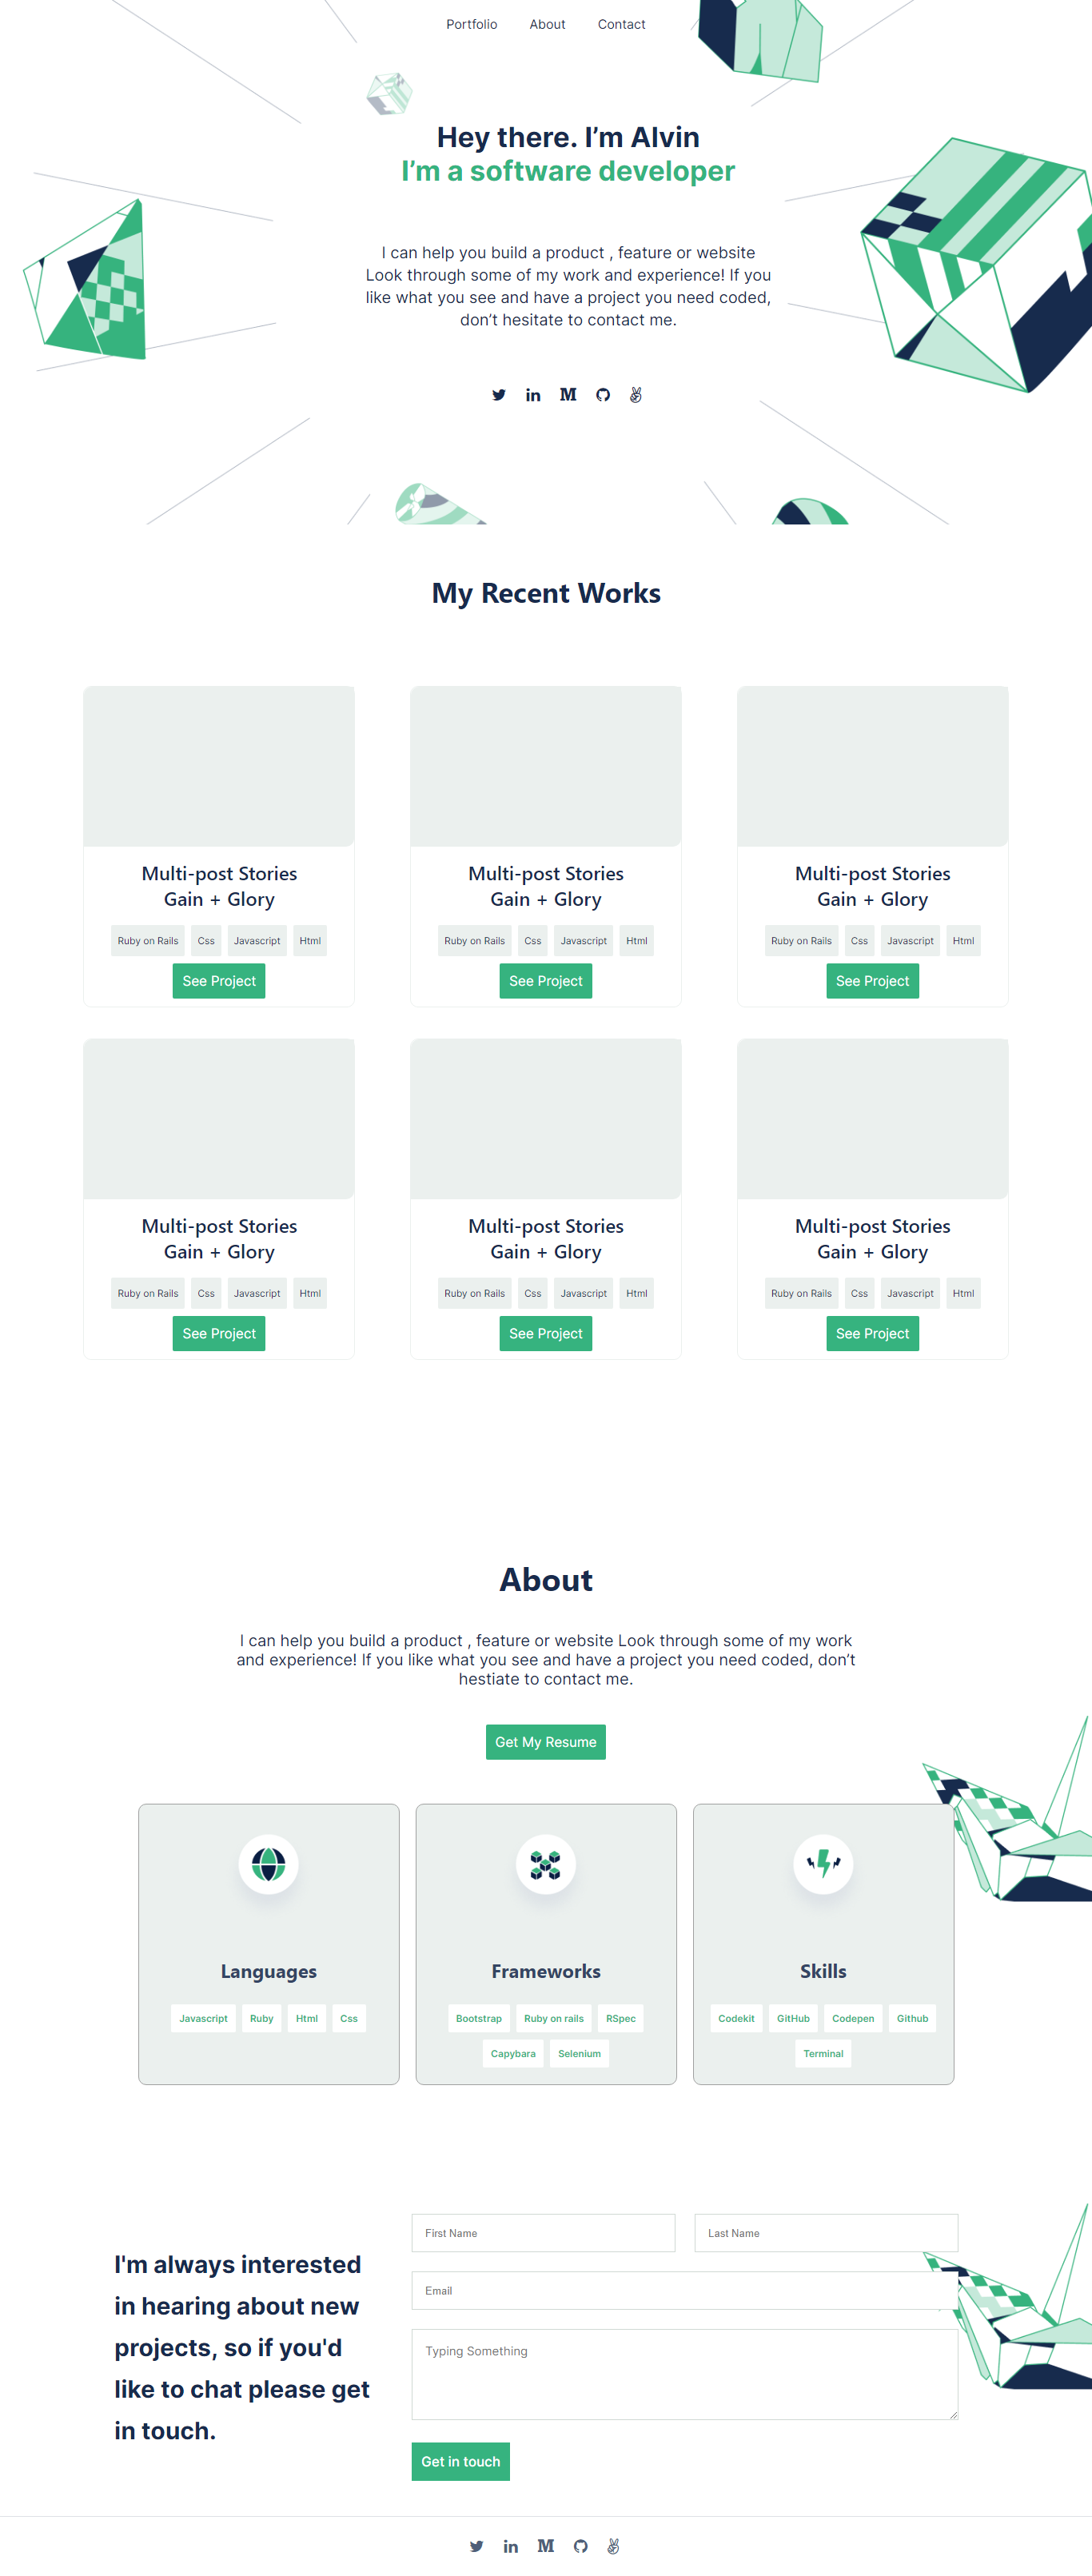 Portfolio About Contact
Hey there. I’m Alvin
I’m a software developer
I can help you build a product , feature or website
Look through some of my work and experience! If you
like what you see and have a project you need coded,
don’t hesitate to contact me.
My Recent Works
Multi-post Stories
Gain + Glory
Ruby on Rails Css Javascript Html
See Project
Multi-post Stories
Gain + Glory
Ruby on Rails Css Javascript Html
See Project
Multi-post Stories
Gain + Glory
Ruby on Rails Css Javascript Html
See Project
Multi-post Stories
Gain + Glory
Ruby on Rails Css Javascript Html
See Project
Multi-post Stories
Gain + Glory
Ruby on Rails Css Javascript Html
See Project
Multi-post Stories
Gain + Glory
Ruby on Rails Css Javascript Html
See Project
About
I can help you build a product , feature or website Look through some of my work
and experience! If you like what you see and have a project you need coded, don’t
hestiate to contact me.
Get My Resume
Languages
Javascript Ruby Html Css
Frameworks
Bootstrap Ruby on rails RSpec
Capybara Selenium
Skills
Codekit GitHub Codepen Github
Terminal
I'm always interested
in hearing about new
projects, so if you'd
like to chat please get
in touch.
First Name Last Name
Email
Typing Something
Get in touch